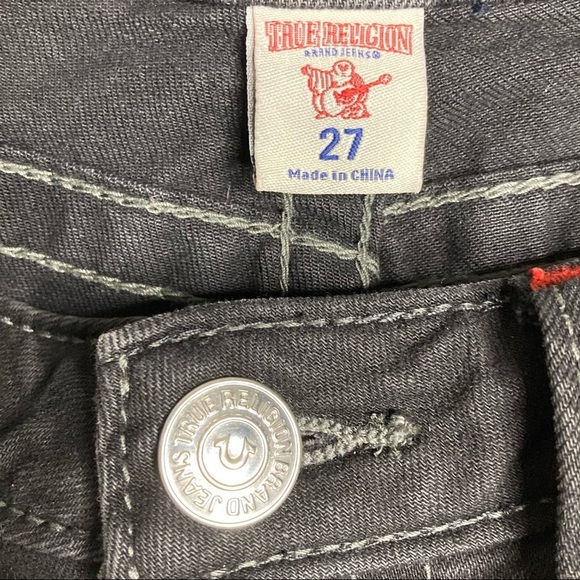 TRUE RELIGION
BRAND JEANS®
27
Made in CHINA
TRUE RELIGION BRAND JEANS